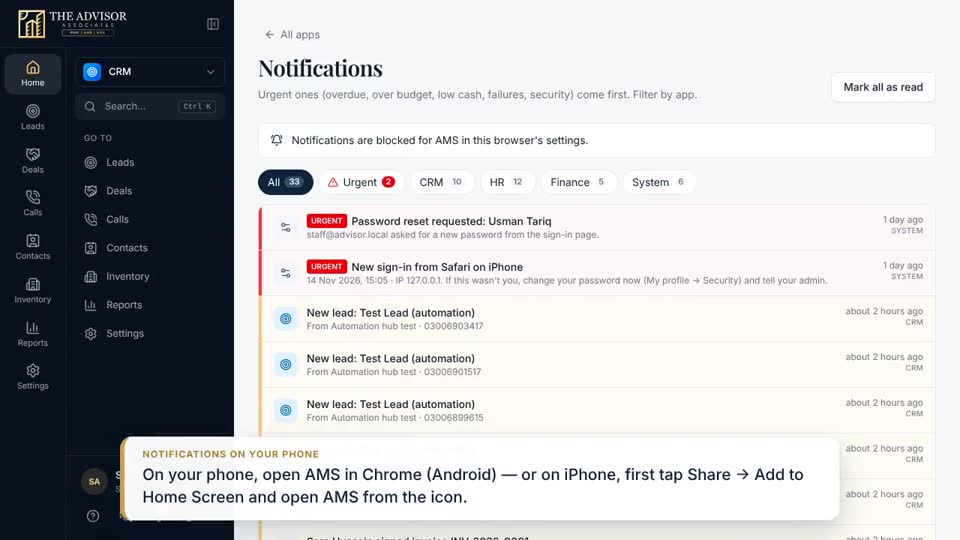 THE ADVISOR
ASSOCIATES
PAK | UAE | KSA
Home
Leads
Deals
Calls
Contacts
Inventory
Reports
Settings
CRM
Search...
Ctrl K
GO TO
Leads
Deals
Calls
Contacts
Inventory
Reports
Settings
SA
S
All apps
Notifications
Urgent ones (overdue, over budget, low cash, failures, security) come first. Filter by app.
Mark all as read
Notifications are blocked for AMS in this browser's settings.
All 33
Urgent 2
CRM 10
HR 12
Finance 5
System 6
URGENT Password reset requested: Usman Tariq
staff@advisor.local asked for a new password from the sign-in page.
1 day ago
SYSTEM
URGENT New sign-in from Safari on iPhone
14 Nov 2026, 15:05 · IP 127.0.0.1. If this wasn't you, change your password now (My profile → Security) and tell your admin.
1 day ago
SYSTEM
New lead: Test Lead (automation)
From Automation hub test · 03006903417
about 2 hours ago
CRM
New lead: Test Lead (automation)
From Automation hub test · 03006901517
about 2 hours ago
CRM
New lead: Test Lead (automation)
From Automation hub test · 03006899615
about 2 hours ago
CRM
about 2 hours ago
CRM
about 2 hours ago
CRM
about 2 hours ago
NOTIFICATIONS ON YOUR PHONE
On your phone, open AMS in Chrome (Android) — or on iPhone, first tap Share → Add to
Home Screen and open AMS from the icon.